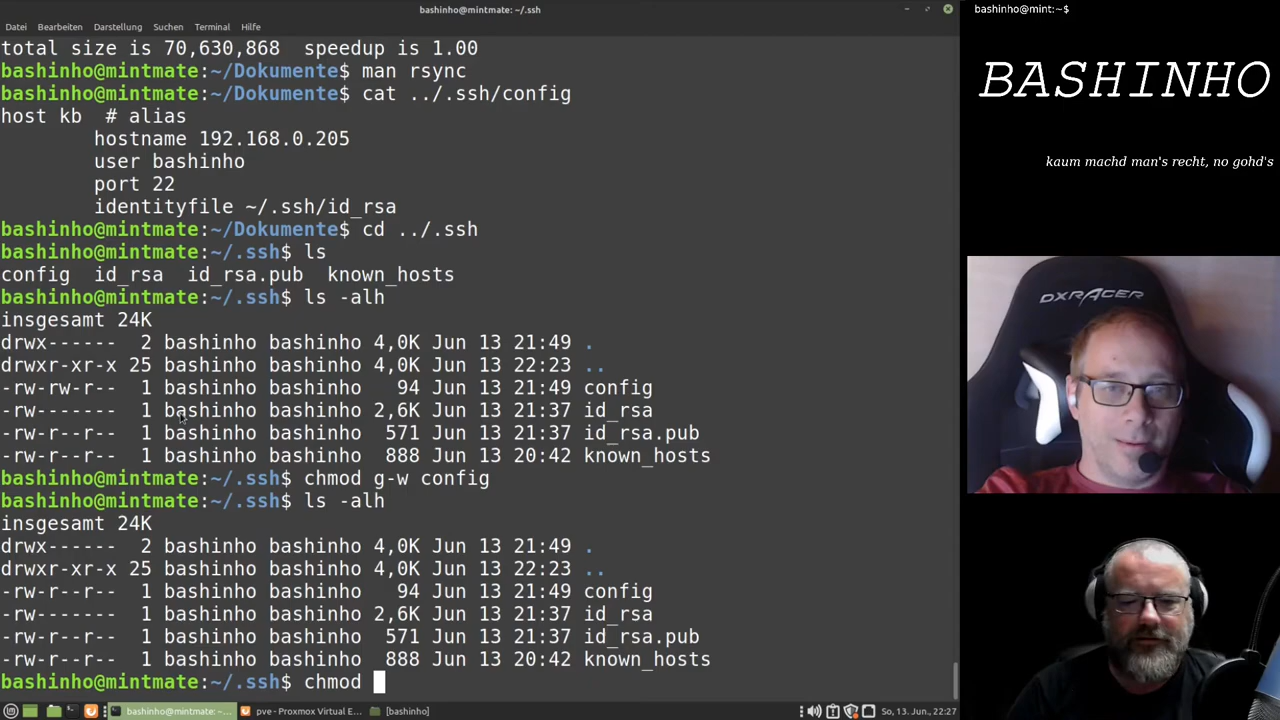 bashinho@mintmate: ~/.ssh
Datei Bearbeiten Darstellung Suchen Terminal Hilfe
total size is 70,630,868  speedup is 1.00
bashinho@mintmate:~/Dokumente$ man rsync
bashinho@mintmate:~/Dokumente$ cat ../.ssh/config
host kb  # alias
        hostname 192.168.0.205
        user bashinho
        port 22
        identityfile ~/.ssh/id_rsa
bashinho@mintmate:~/Dokumente$ cd ../.ssh
bashinho@mintmate:~/.ssh$ ls
config  id_rsa  id_rsa.pub  known_hosts
bashinho@mintmate:~/.ssh$ ls -alh
insgesamt 24K
drwx------  2 bashinho bashinho 4,0K Jun 13 21:49 .
drwxr-xr-x 25 bashinho bashinho 4,0K Jun 13 22:23 ..
-rw-rw-r--  1 bashinho bashinho   94 Jun 13 21:49 config
-rw-------  1 bashinho bashinho 2,6K Jun 13 21:37 id_rsa
-rw-r--r--  1 bashinho bashinho  571 Jun 13 21:37 id_rsa.pub
-rw-r--r--  1 bashinho bashinho  888 Jun 13 20:42 known_hosts
bashinho@mintmate:~/.ssh$ chmod g-w config
bashinho@mintmate:~/.ssh$ ls -alh
insgesamt 24K
drwx------  2 bashinho bashinho 4,0K Jun 13 21:49 .
drwxr-xr-x 25 bashinho bashinho 4,0K Jun 13 22:23 ..
-rw-r--r--  1 bashinho bashinho   94 Jun 13 21:49 config
-rw-------  1 bashinho bashinho 2,6K Jun 13 21:37 id_rsa
-rw-r--r--  1 bashinho bashinho  571 Jun 13 21:37 id_rsa.pub
-rw-r--r--  1 bashinho bashinho  888 Jun 13 20:42 known_hosts
bashinho@mintmate:~/.ssh$ chmod
bashinho@mintmate: ~...
pve - Proxmox Virtual E...
[bashinho]
So, 13. Jun., 22:27
bashinho@mint:~$
BASHINHO
kaum machd man's recht, no gohd's
DXRACER